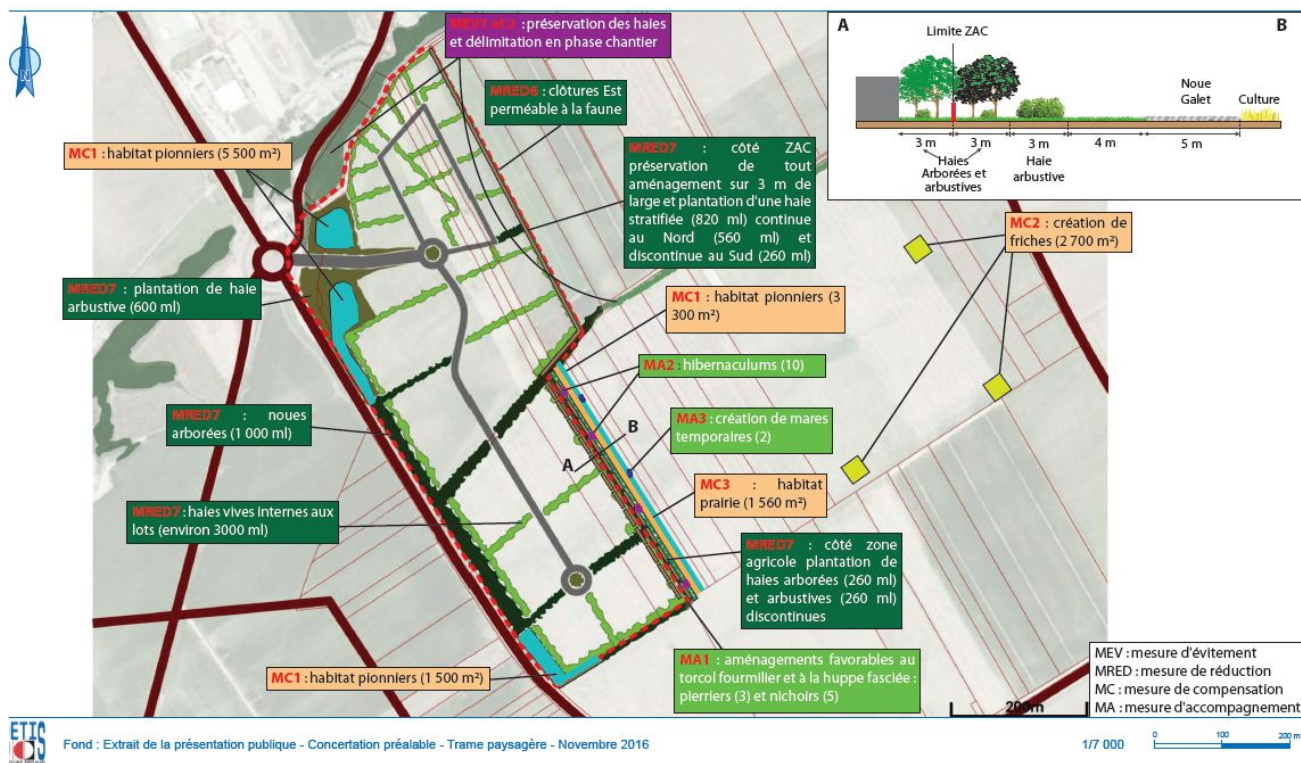 N
MEV1 et 2 : préservation des haies
et délimitation en phase chantier
MRED6 : clôtures Est
perméable à la faune
MC1 : habitat pionniers (5 500 m²)
MRED7 : côté ZAC
préservation de tout
aménagement sur 3 m de
large et plantation d'une haie
stratifiée (820 ml) continue
au Nord (560 ml) et
discontinue au Sud (260 ml)
A
B
Limite ZAC
Noue
Galet
Culture
3 m
3 m
3 m
4 m
5 m
Haies
Arborées et
arbustives
Haie
arbustive
MC2 : création de
friches (2 700 m²)
MRED7 : plantation de haie
arbustive (600 ml)
MC1 : habitat pionniers (3
300 m²)
MA2 : hibernaculums (10)
MRED7 : noues
arborées (1 000 ml)
MA3 : création de mares
temporaires (2)
B
A
MC3 : habitat
prairie (1 560 m²)
MRED7 : haies vives internes aux
lots (environ 3000 ml)
MRED7 : côté zone
agricole plantation de
haies arborées (260 ml)
et arbustives (260 ml)
discontinues
MC1 : habitat pionniers (1 500 m²)
MA1 : aménagements favorables au
torcol fourmilier et à la huppe fasciée :
pierriers (3) et nichoirs (5)
MEV : mesure d'évitement
MRED : mesure de réduction
MC : mesure de compensation
MA : mesure d'accompagnement
200m
ETIS
Fond : Extrait de la présentation publique - Concertation préalable - Trame paysagère - Novembre 2016
1/7 000
0 100 200 m